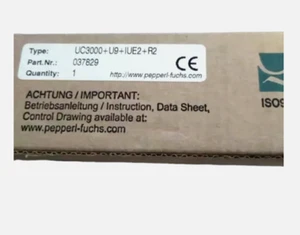 Type: UC3000+U9+IUE2+R2
Part.Nr.: 037829
Quantity: 1
www.pepperl-fuchs.com CE
ACHTUNG / IMPORTANT:
Betriebsanleitung / Instruction, Data Sheet,
Control Drawing available at:
www.pepperl-fuchs.com
ISO9